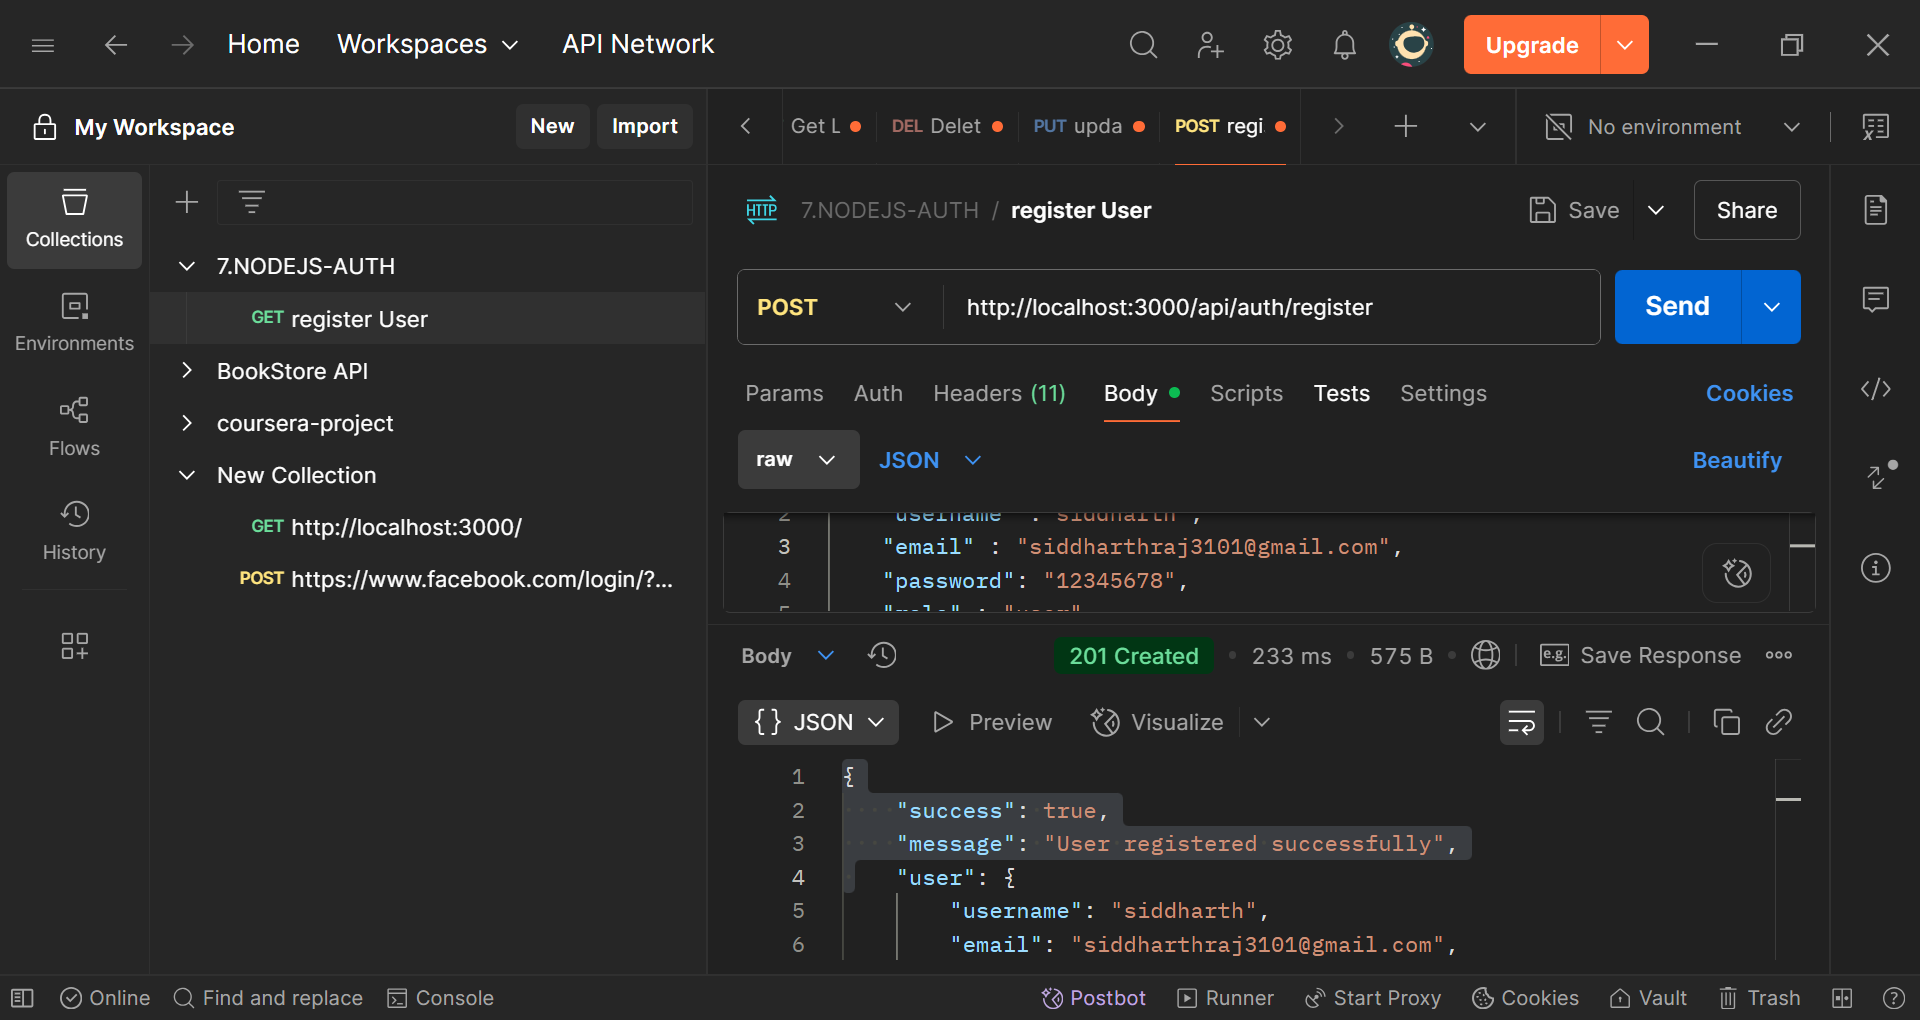 Home Workspaces API Network Upgrade
My Workspace New Import Get L DEL Delet PUT upda POST regi No environment
Collections
Environments
Flows
History
7.NODEJS-AUTH
GET register User
BookStore API
coursera-project
New Collection
GET http://localhost:3000/
POST https://www.facebook.com/login/?...
HTTP 7.NODEJS-AUTH / register User Save Share
POST http://localhost:3000/api/auth/register Send
Params Auth Headers (11) Body Scripts Tests Settings Cookies
raw JSON Beautify
2 "username" : "siddharth",
3 "email" : "siddharthraj3101@gmail.com",
4 "password": "12345678",
5 "role" : "user"
Body 201 Created • 233 ms • 575 B • e.g. Save Response
{} JSON Preview Visualize
1 {
2 "success": true,
3 "message": "User registered successfully",
4 "user": {
5 "username": "siddharth",
6 "email": "siddharthraj3101@gmail.com",
Online Find and replace Console Postbot Runner Start Proxy Cookies Vault Trash